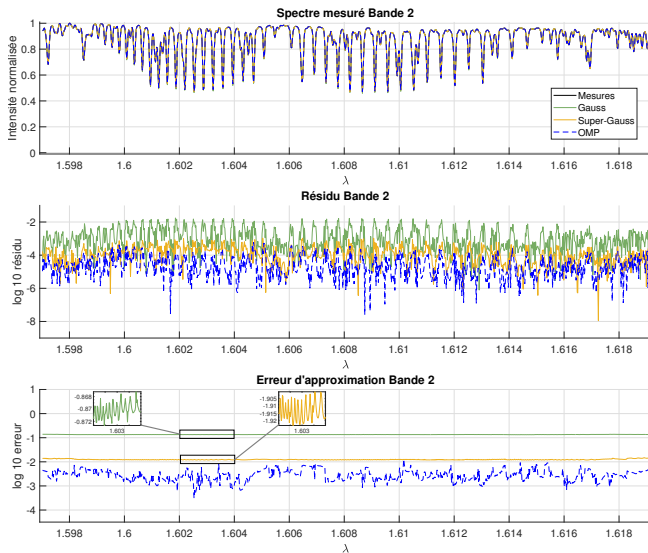 Spectre mesuré Bande 2
Intensité normalisée
1
0.8
0.6
0.4
0.2
0
Mesures
Gauss
Super-Gauss
OMP
1.598 1.6 1.602 1.604 1.606 1.608 1.61 1.612 1.614 1.616 1.618
λ
Résidu Bande 2
log 10 résidu
-2
-4
-6
-8
1.598 1.6 1.602 1.604 1.606 1.608 1.61 1.612 1.614 1.616 1.618
λ
Erreur d'approximation Bande 2
log 10 erreur
1
0
-1
-2
-3
-4
-0.868
-0.87
-0.872
1.603
-1.905
-1.91
-1.915
-1.92
1.603
1.598 1.6 1.602 1.604 1.606 1.608 1.61 1.612 1.614 1.616 1.618
λ